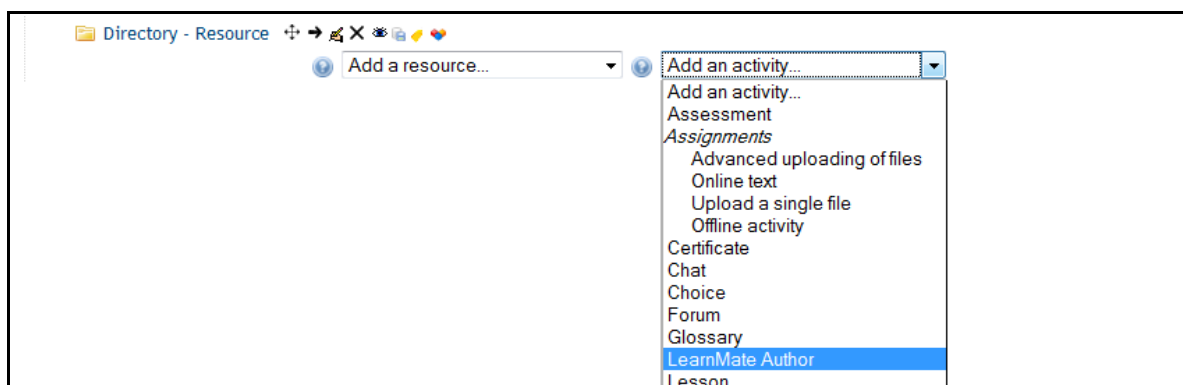 Directory - Resource
Add a resource... Add an activity...
Add an activity...
Assessment
Assignments
Advanced uploading of files
Online text
Upload a single file
Offline activity
Certificate
Chat
Choice
Forum
Glossary
LearnMate Author
Lesson